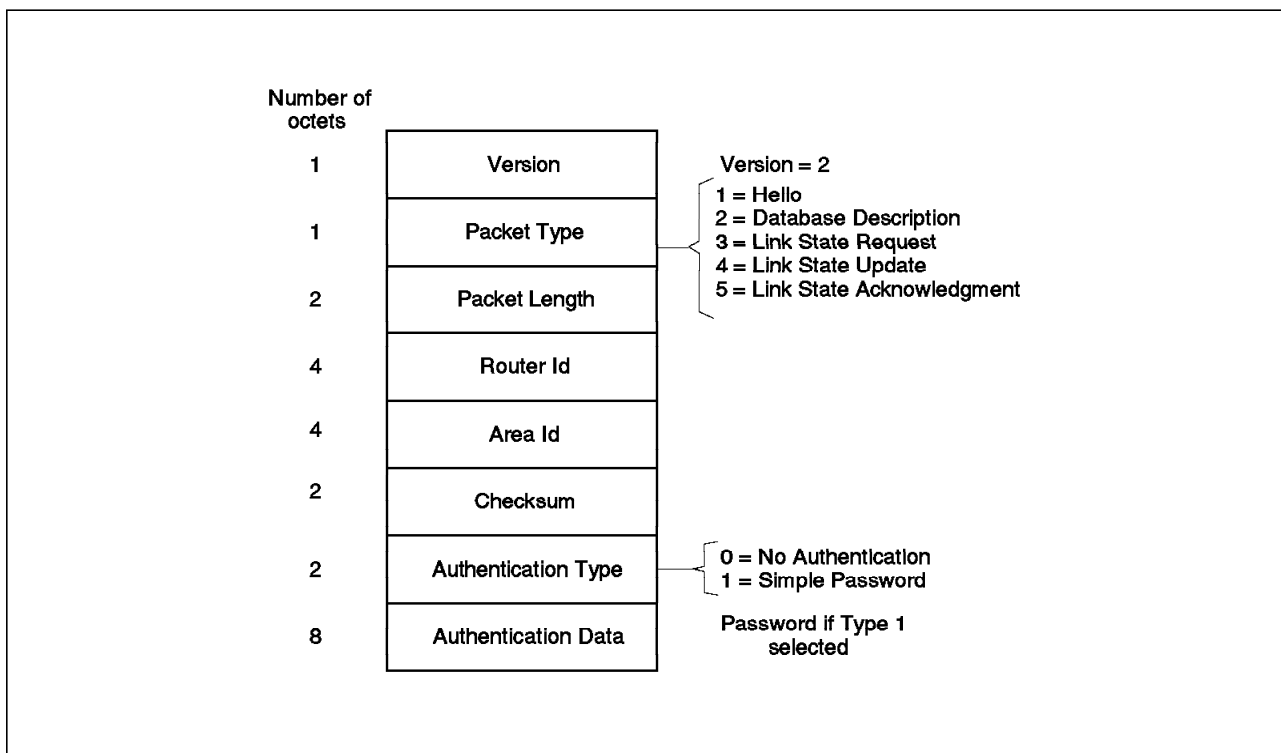 Number of
octets
1
Version
Version = 2
1
Packet Type
1 = Hello
2 = Database Description
3 = Link State Request
4 = Link State Update
5 = Link State Acknowledgment
2
Packet Length
4
Router Id
4
Area Id
2
Checksum
2
Authentication Type
0 = No Authentication
1 = Simple Password
8
Authentication Data
Password if Type 1
selected